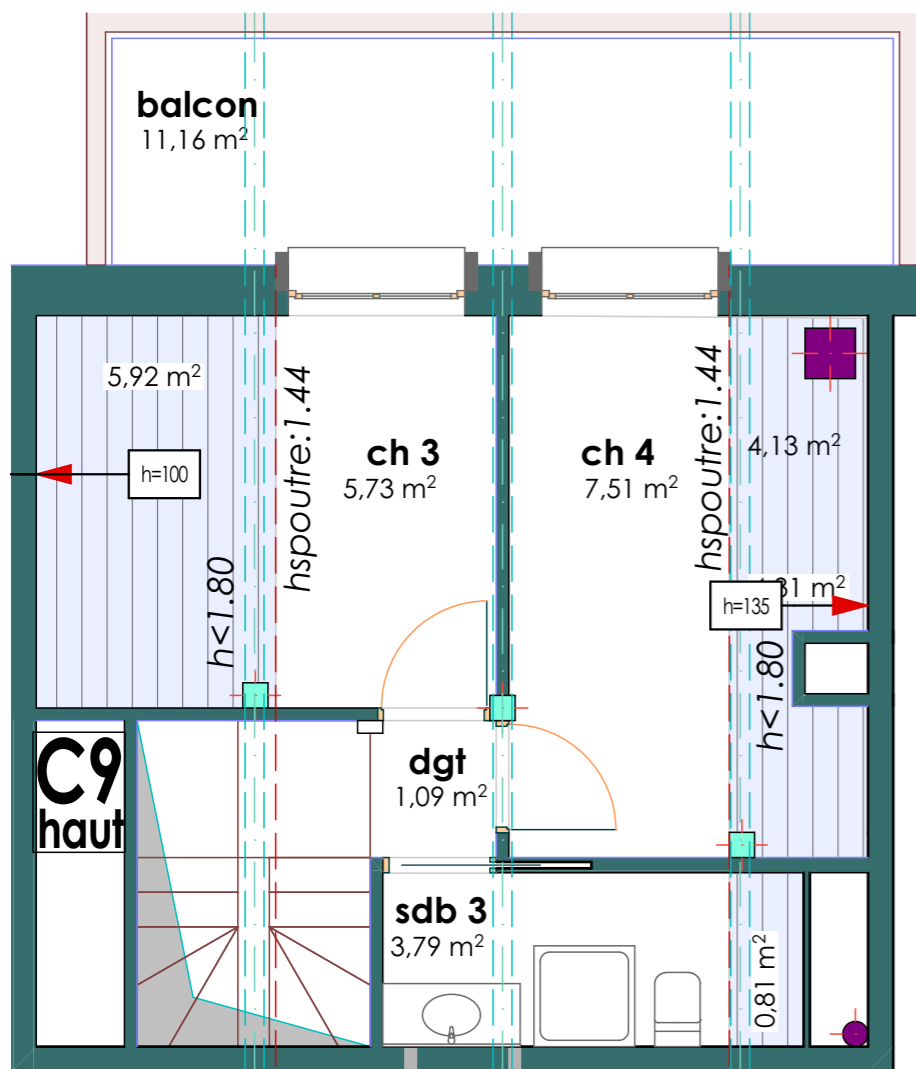 balcon
11,16 m²
5,92 m²
hspoutre:1.44
ch 3
5,73 m²
ch 4
7,51 m²
hspoutre:1.44
4,13 m²
h=100
h<1.80
h=135
31 m²
h<1.80
C9
haut
dgt
1,09 m²
sdb 3
3,79 m²
0,81 m²